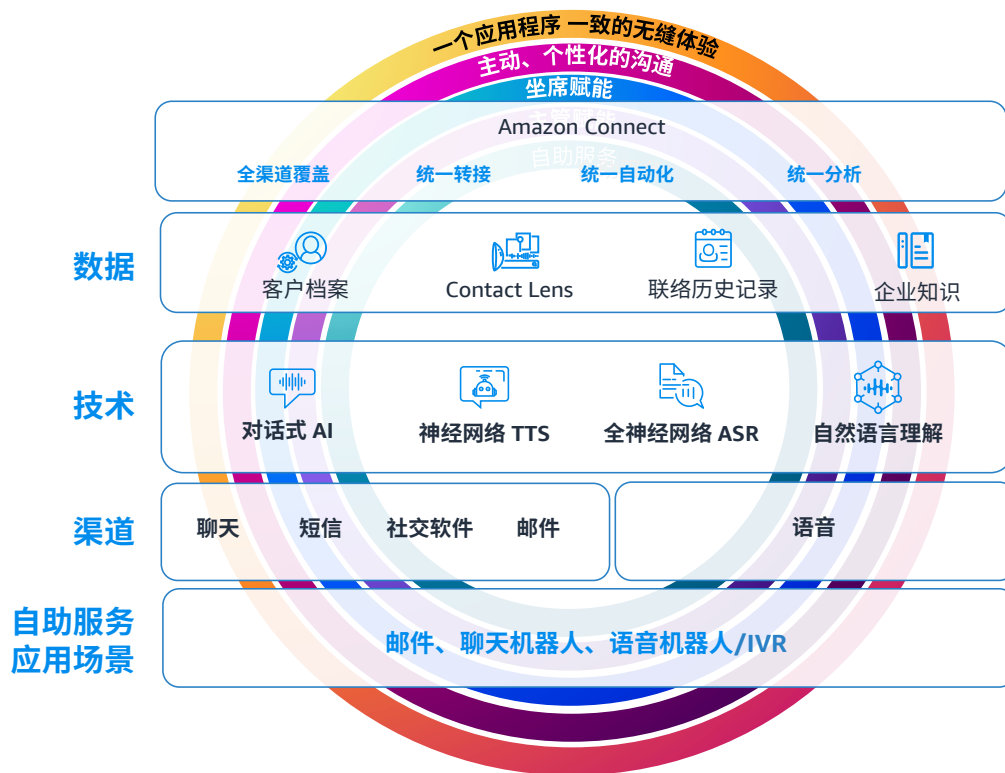 一个应用程序 一致的无缝体验
主动、个性化的沟通
坐席赋能
主管赋能
Amazon Connect
自助服务
全渠道覆盖 统一转接 统一自动化 统一分析
数据
客户档案 Contact Lens 联络历史记录 企业知识
技术
对话式 AI 神经网络 TTS 全神经网络 ASR 自然语言理解
渠道
聊天 短信 社交软件 邮件 语音
自助服务
应用场景
邮件、聊天机器人、语音机器人/IVR